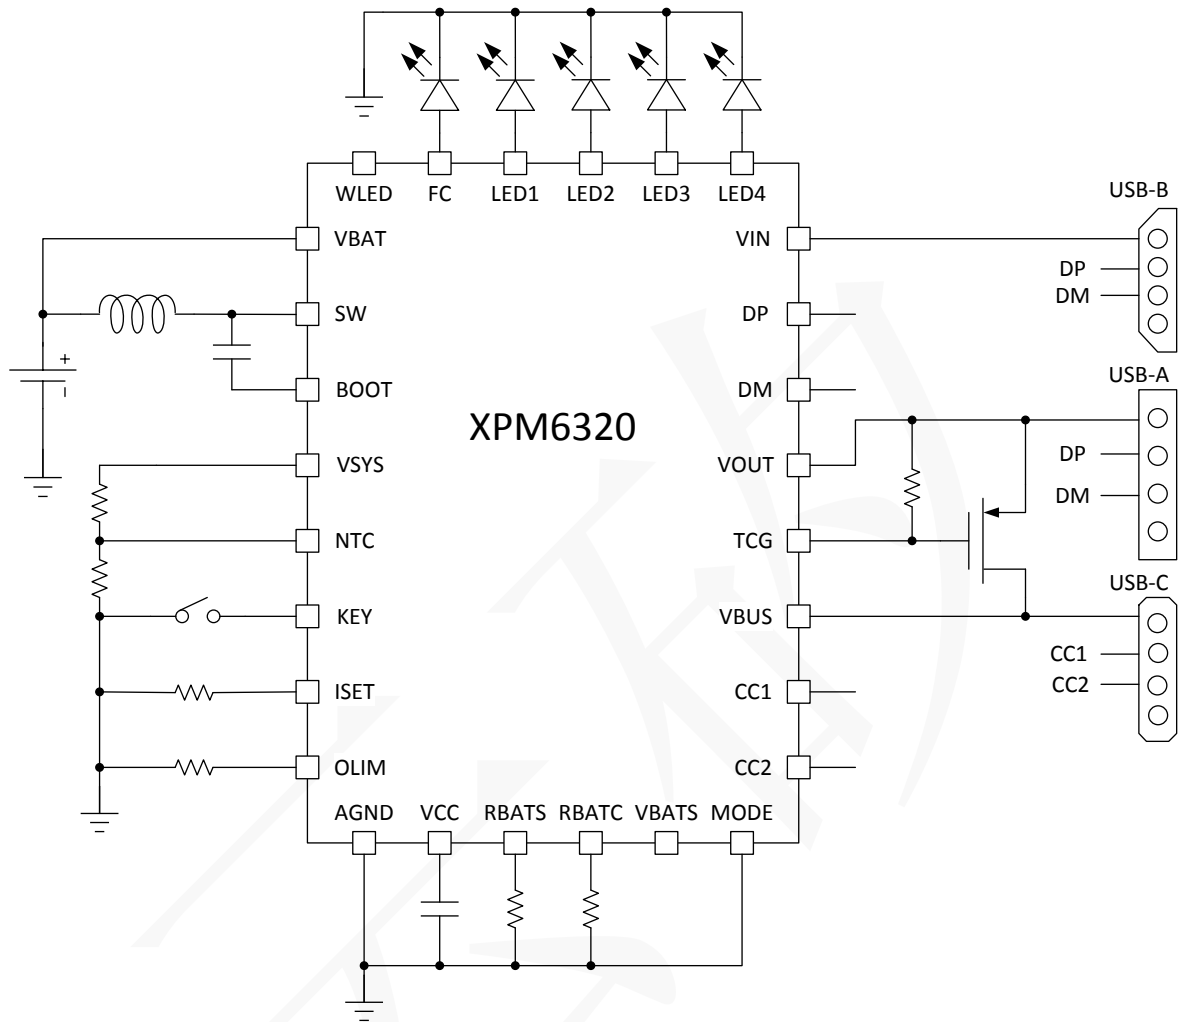 WLED FC LED1 LED2 LED3 LED4
USB-B
VBAT VIN
DP
DM
SW DP
+
−
BOOT DM
USB-A
XPM6320
VSYS VOUT
DP
DM
NTC TCG
USB-C
KEY VBUS
CC1
CC2
ISET CC1
OLIM CC2
AGND VCC RBATS RBATC VBATS MODE